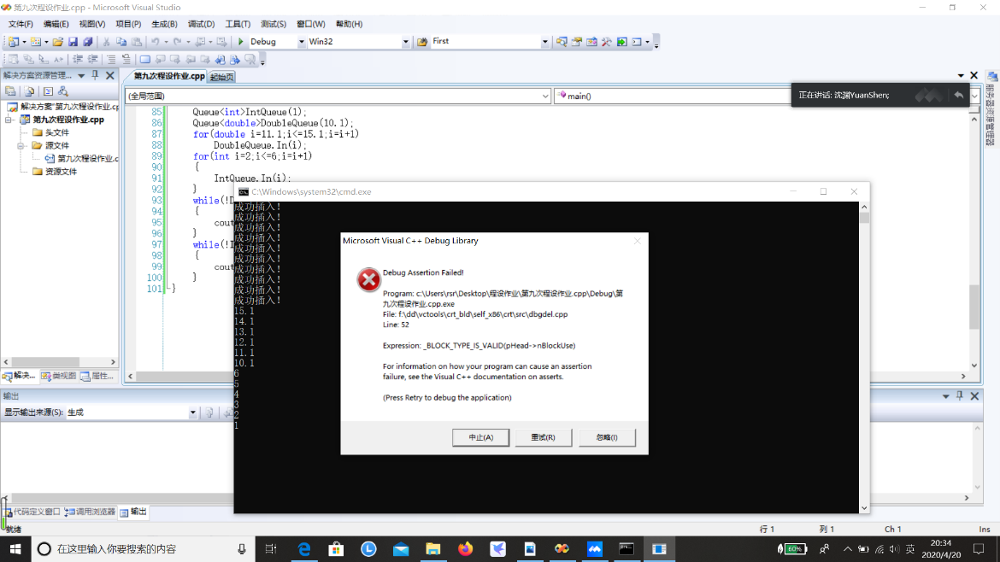 第九次程设作业.cpp - Microsoft Visual Studio
文件(F) 编辑(E) 视图(V) 项目(P) 生成(B) 调试(D) 工具(T) 测试(S) 窗口(W) 帮助(H)
Debug Win32 First
解决方案资源管理...
第九次程设作业.cpp 起始页
(全局范围) main()
正在讲话: 沈渊YuanShen;
解决方案"第九次程设作业.cp
第九次程设作业.cpp
头文件
源文件
第九次程设作业.c
资源文件
服务器资源管理器
85 Queue<int>IntQueue(1);
86 Queue<double>DoubleQueue(10.1);
87 for(double i=11.1;i<=15.1;i=i+1)
88 DoubleQueue.In(i);
89 for(int i=2;i<=6;i=i+1)
90 {
91 IntQueue.In(i);
92 }
93 while(!D
94 {
95 cout
96 }
97 while(!I
98 {
99 cout
100 }
101 }
C:\Windows\system32\cmd.exe
成功插入!
成功插入!
成功插入!
成功插入!
成功插入!
成功插入!
成功插入!
成功插入!
成功插入!
成功插入!
15.1
14.1
13.1
12.1
11.1
10.1
6
5
4
3
2
1
Microsoft Visual C++ Debug Library
Debug Assertion Failed!
Program: c:\Users\rsr\Desktop\程设作业\第九次程设作业.cpp\Debug\第
九次程设作业.cpp.exe
File: f:\dd\vctools\crt_bld\self_x86\crt\src\dbgdel.cpp
Line: 52
Expression: _BLOCK_TYPE_IS_VALID(pHead->nBlockUse)
For information on how your program can cause an assertion
failure, see the Visual C++ documentation on asserts.
(Press Retry to debug the application)
中止(A) 重试(R) 忽略(I)
解决... 类视图 属性...
输出
显示输出来源(S): 生成
代码定义窗口 调用浏览器 输出
就绪
行 1 列 1 Ch 1 Ins
在这里输入你要搜索的内容
60%
英
20:34
2020/4/20